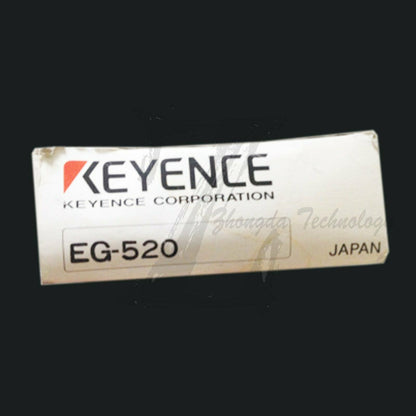 KEYENCE
KEYENCE CORPORATION
Zhongda Technolog
EG-520
JAPAN